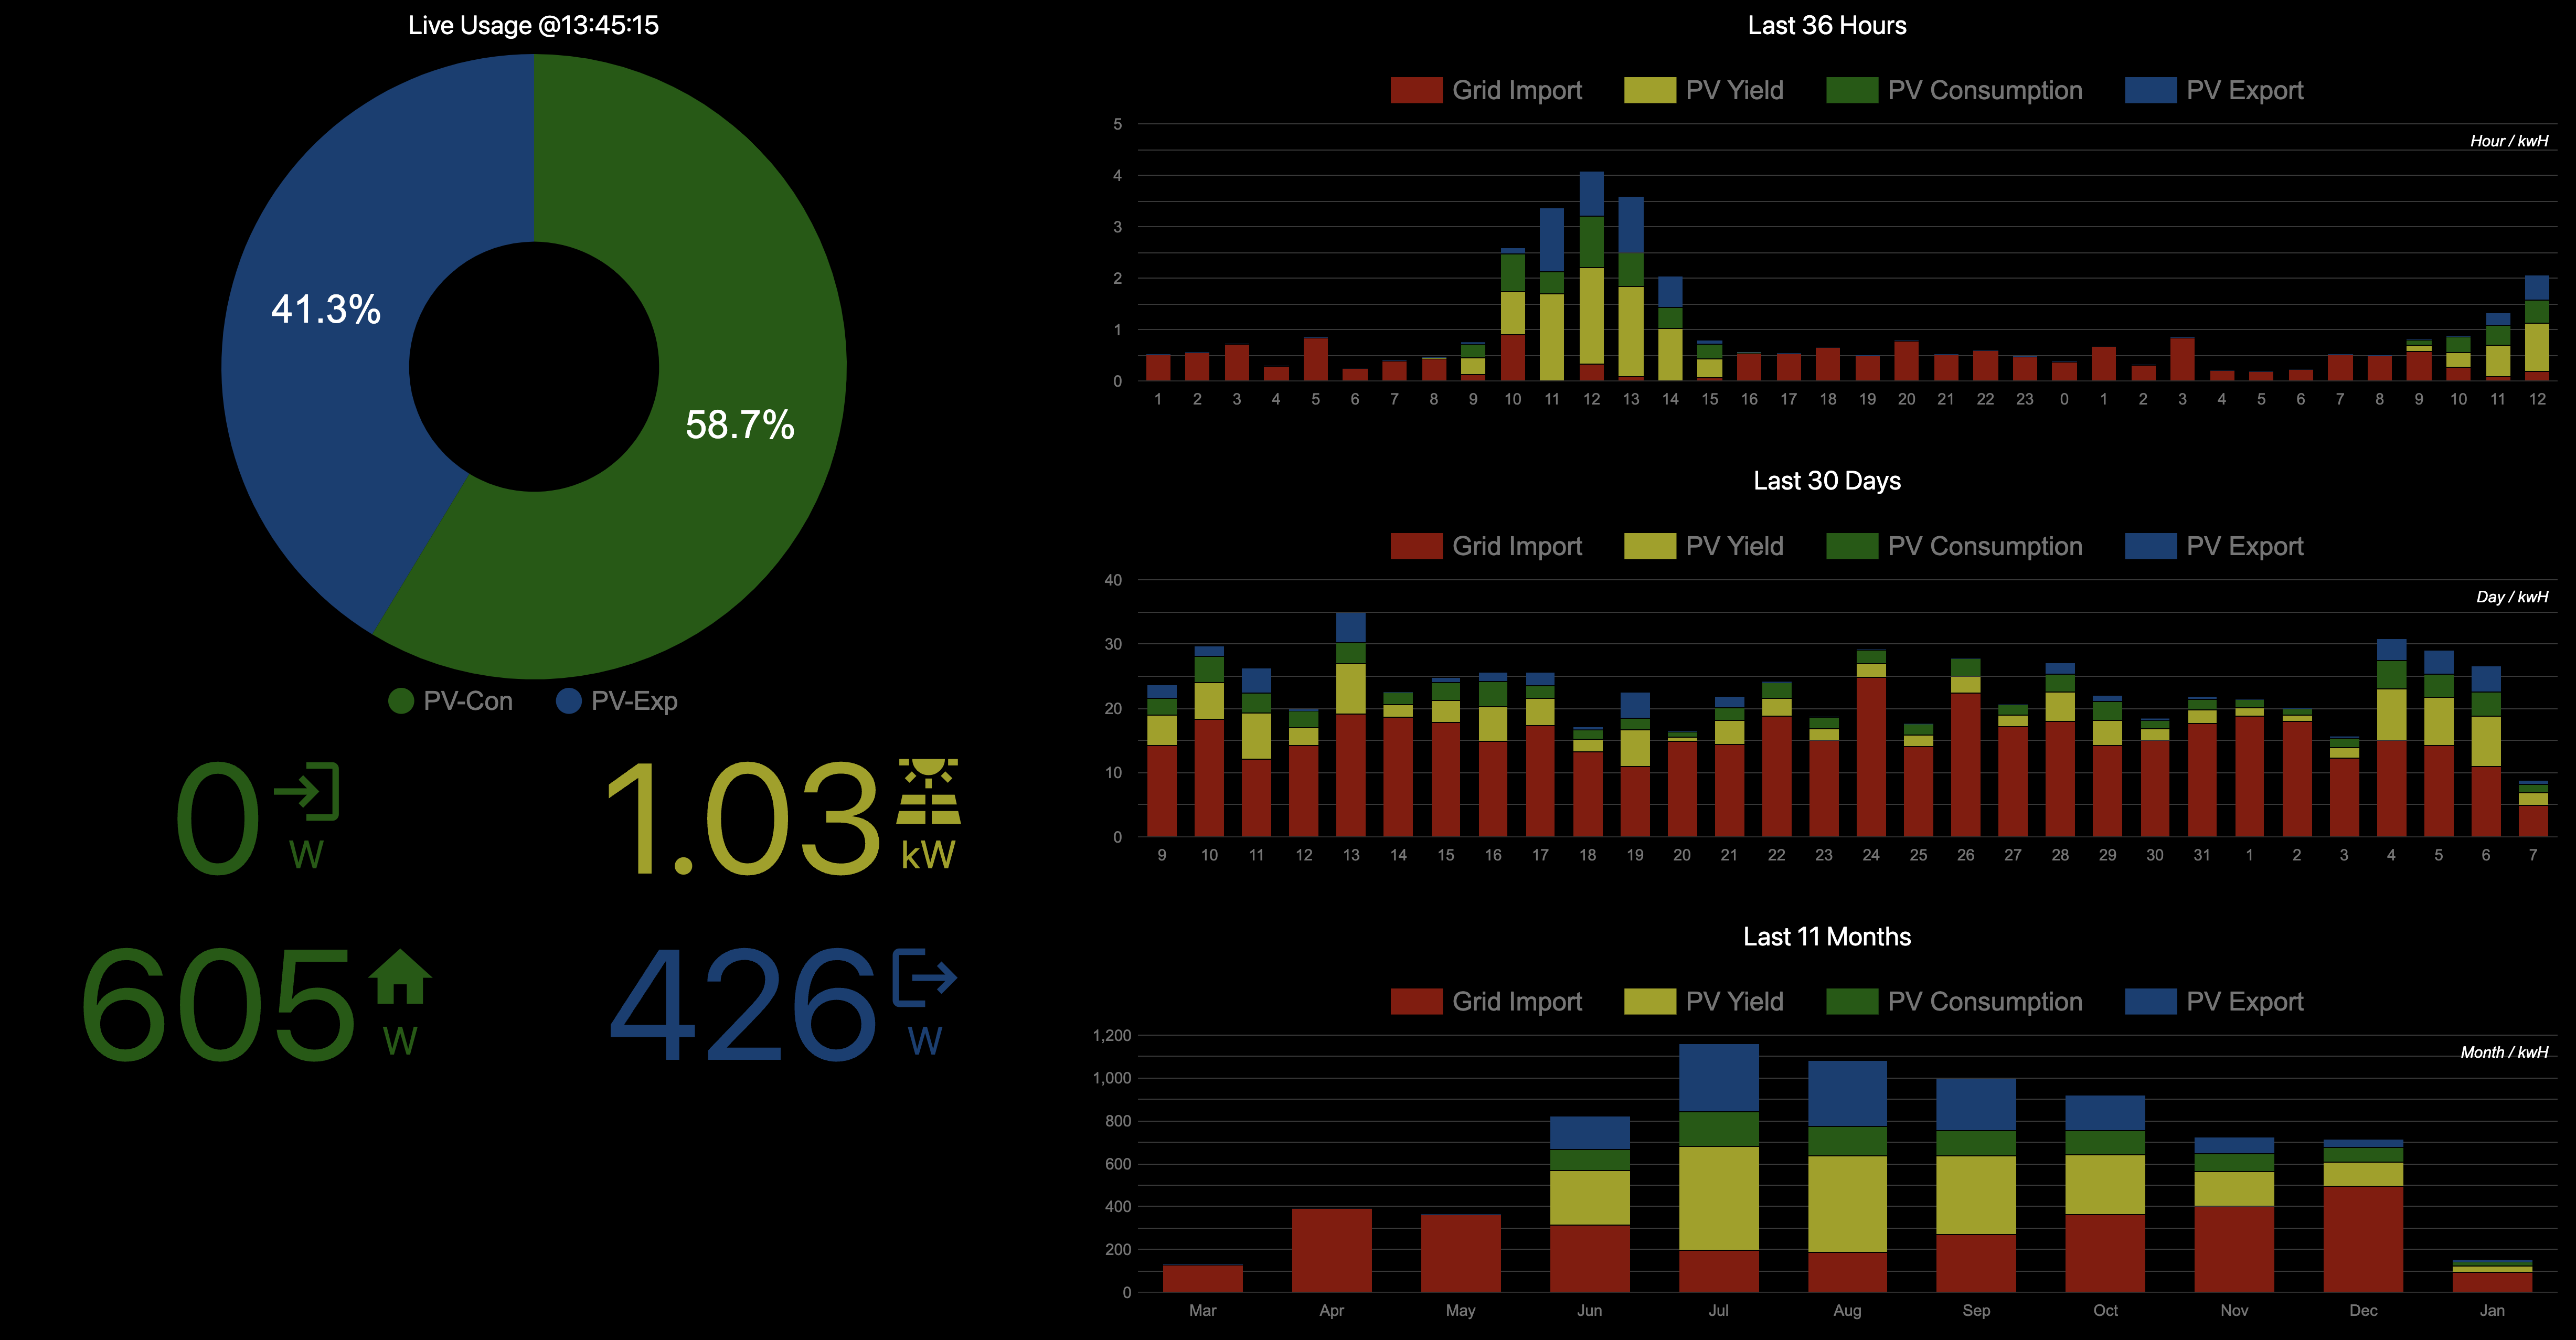 Live Usage @13:45:15
41.3%
58.7%
PV-Con PV-Exp
0 W
1.03 kW
605 W
426 W
Last 36 Hours
Grid Import PV Yield PV Consumption PV Export
Hour / kwH
5
4
3
2
1
0
1 2 3 4 5 6 7 8 9 10 11 12 13 14 15 16 17 18 19 20 21 22 23 0 1 2 3 4 5 6 7 8 9 10 11 12
Last 30 Days
Grid Import PV Yield PV Consumption PV Export
Day / kwH
40
30
20
10
0
9 10 11 12 13 14 15 16 17 18 19 20 21 22 23 24 25 26 27 28 29 30 31 1 2 3 4 5 6 7
Last 11 Months
Grid Import PV Yield PV Consumption PV Export
Month / kwH
1,200
1,000
800
600
400
200
0
Mar Apr May Jun Jul Aug Sep Oct Nov Dec Jan